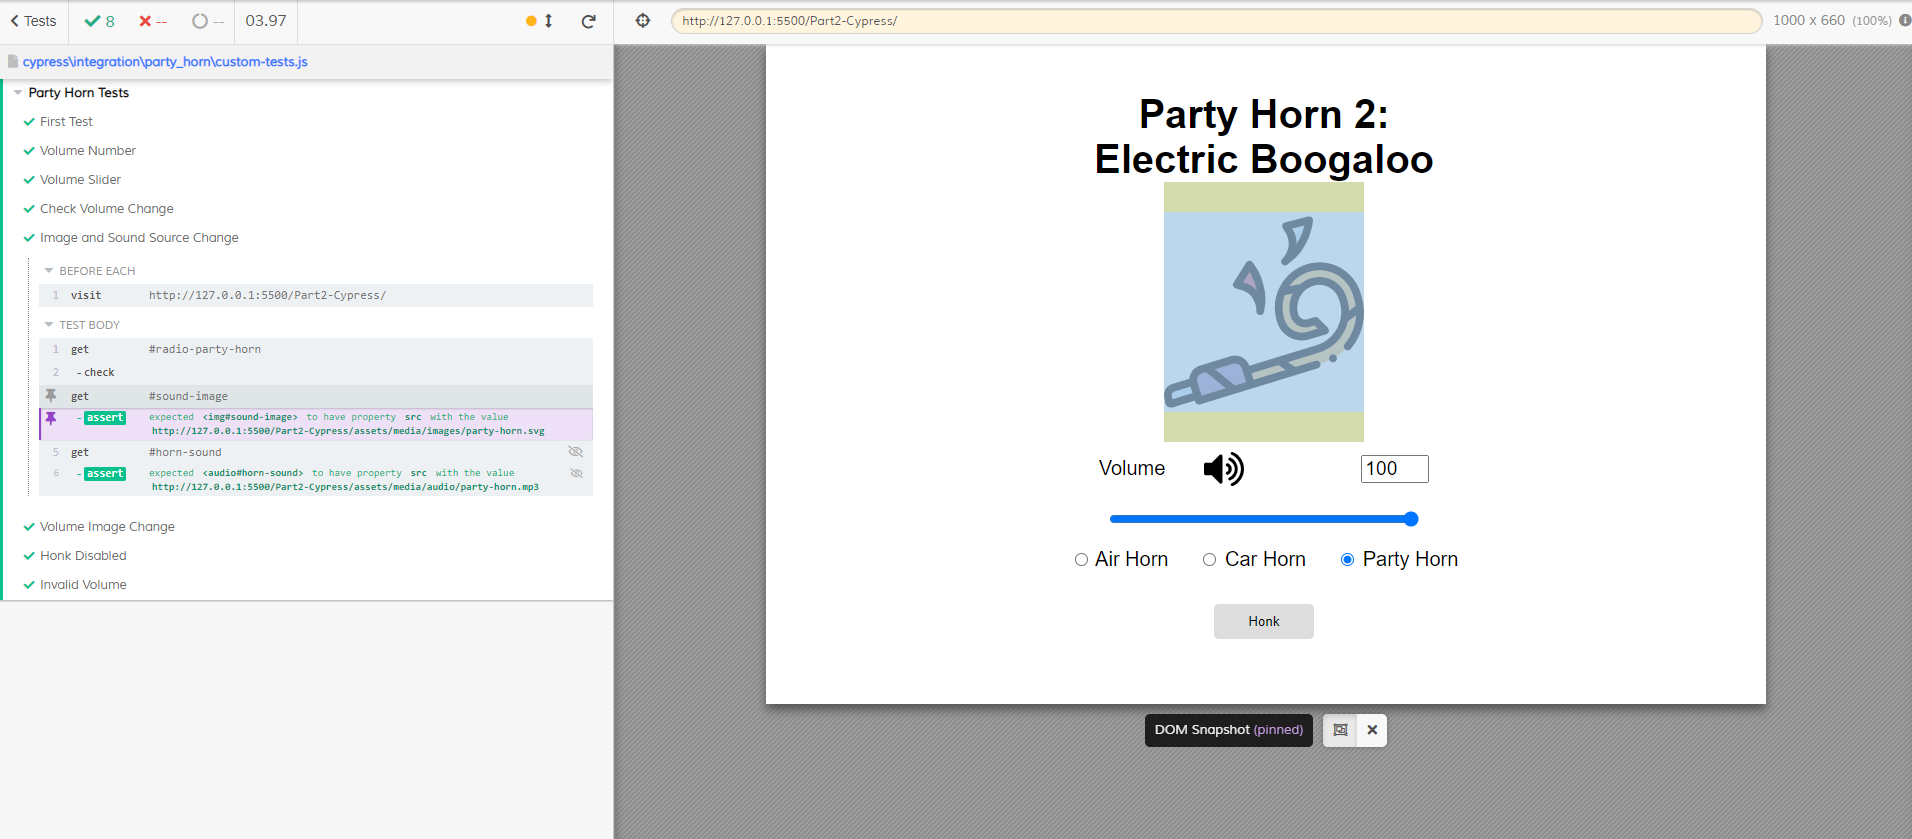 Tests 8 -- -- 03.97
cypress\integration\party_horn\custom-tests.js
Party Horn Tests
First Test
Volume Number
Volume Slider
Check Volume Change
Image and Sound Source Change
BEFORE EACH
1 visit http://127.0.0.1:5500/Part2-Cypress/
TEST BODY
1 get #radio-party-horn
2 -check
get #sound-image
-assert expected <img#sound-image> to have property src with the value
http://127.0.0.1:5500/Part2-Cypress/assets/media/images/party-horn.svg
5 get #horn-sound
6 -assert expected <audio#horn-sound> to have property src with the value
http://127.0.0.1:5500/Part2-Cypress/assets/media/audio/party-horn.mp3
Volume Image Change
Honk Disabled
Invalid Volume
http://127.0.0.1:5500/Part2-Cypress/ 1000 x 660 (100%)
Party Horn 2:
Electric Boogaloo
Volume 100
Air Horn Car Horn Party Horn
Honk
DOM Snapshot (pinned)